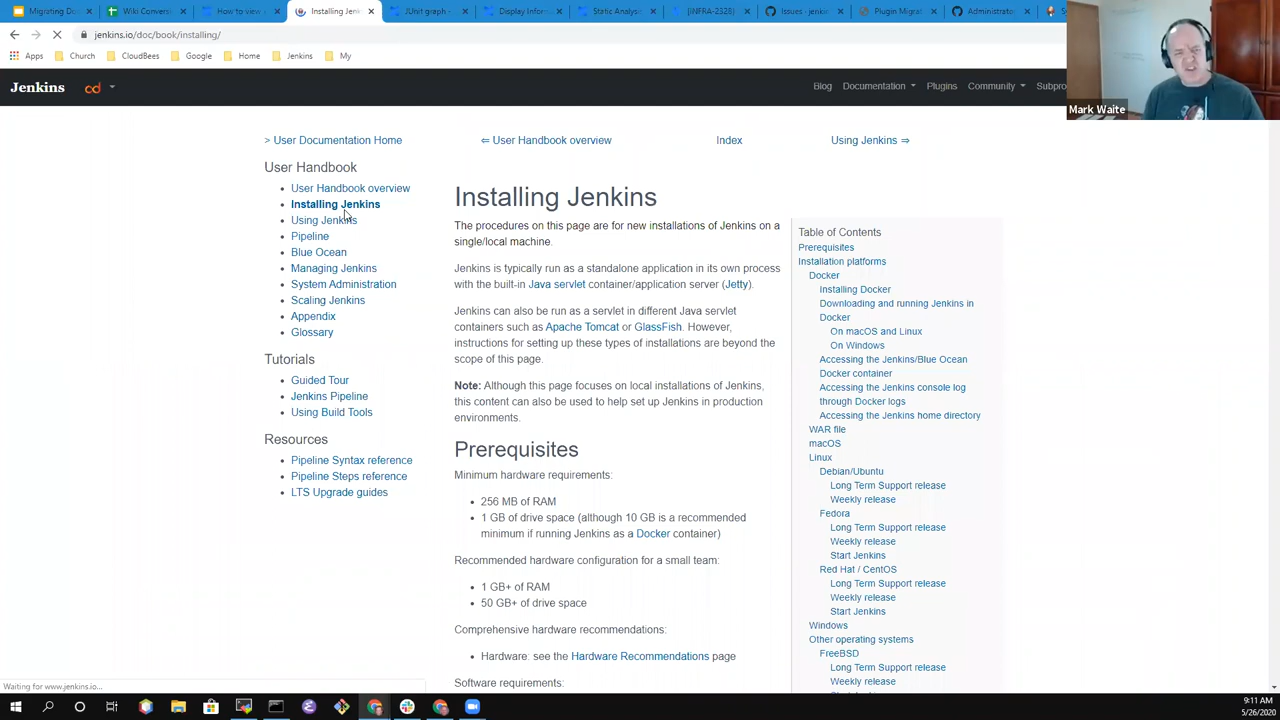 Migrating Docum
Wiki Convers
How to view
Installing Jenk
JUnit graph -
Display Inform
Static Analysis
[INFRA-2328]
Issues · jenkin
Plugin Migrat
Administrator
jenkins.io/doc/book/installing/
Apps
Church
CloudBees
Google
Home
Jenkins
My
Mark Waite
Jenkins
cd
Blog
Documentation
Plugins
Community
Subpro
> User Documentation Home
⇐ User Handbook overview
Index
Using Jenkins ⇒
User Handbook
• User Handbook overview
• Installing Jenkins
• Using Jenkins
• Pipeline
• Blue Ocean
• Managing Jenkins
• System Administration
• Scaling Jenkins
• Appendix
• Glossary
Tutorials
• Guided Tour
• Jenkins Pipeline
• Using Build Tools
Resources
• Pipeline Syntax reference
• Pipeline Steps reference
• LTS Upgrade guides
Installing Jenkins
The procedures on this page are for new installations of Jenkins on a
single/local machine.
Jenkins is typically run as a standalone application in its own process
with the built-in Java servlet container/application server (Jetty).
Jenkins can also be run as a servlet in different Java servlet
containers such as Apache Tomcat or GlassFish. However,
instructions for setting up these types of installations are beyond the
scope of this page.
Note: Although this page focuses on local installations of Jenkins,
this content can also be used to help set up Jenkins in production
environments.
Prerequisites
Minimum hardware requirements:
• 256 MB of RAM
• 1 GB of drive space (although 10 GB is a recommended
minimum if running Jenkins as a Docker container)
Recommended hardware configuration for a small team:
• 1 GB+ of RAM
• 50 GB+ of drive space
Comprehensive hardware recommendations:
• Hardware: see the Hardware Recommendations page
Software requirements:
Table of Contents
Prerequisites
Installation platforms
Docker
Installing Docker
Downloading and running Jenkins in
Docker
On macOS and Linux
On Windows
Accessing the Jenkins/Blue Ocean
Docker container
Accessing the Jenkins console log
through Docker logs
Accessing the Jenkins home directory
WAR file
macOS
Linux
Debian/Ubuntu
Long Term Support release
Weekly release
Fedora
Long Term Support release
Weekly release
Start Jenkins
Red Hat / CentOS
Long Term Support release
Weekly release
Start Jenkins
Windows
Other operating systems
FreeBSD
Long Term Support release
Weekly release
Waiting for www.jenkins.io...
9:11 AM
5/26/2020